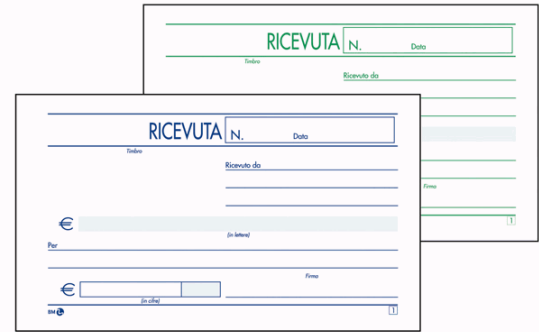 RICEVUTA N. Data
Timbro
Ricevuto da
Firma
1
RICEVUTA N. Data
Timbro
Ricevuto da
€
(in lettere)
Per
Firma
€
(in cifre)
BM
1